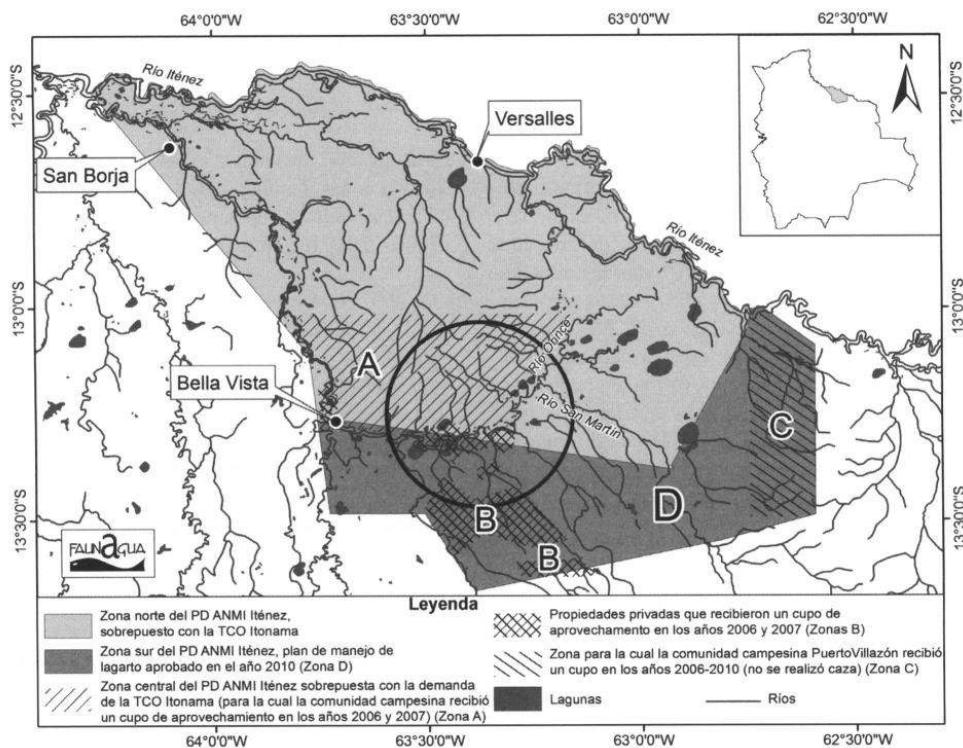 64°0'0"W 63°30'0"W 63°0'0"W 62°30'0"W
12°30'0"S
13°0'0"S
13°30'0"S
12°30'0"S
13°0'0"S
13°30'0"S
N
Río Iténez
Versalles
San Borja
Río Iténez
A
Río Orince
Bella Vista
Río San Martín
C
D
B
B
FAUNAGUA
Leyenda
Zona norte del PD ANMI Iténez,
sobrepuesto con la TCO Itonama
Zona sur del PD ANMI Iténez, plan de manejo de
lagarto aprobado en el año 2010 (Zona D)
Zona central del PD ANMI Iténez sobrepuesta con la demanda
de la TCO Itonama (para la cual la comunidad campesina recibió
un cupo de aprovechamiento en los años 2006 y 2007) (Zona A)
Propiedades privadas que recibieron un cupo de
aprovechamento en los años 2006 y 2007 (Zonas B)
Zona para la cual la comunidad campesina PuertoVillazón recibió
un cupo en los años 2006-2010 (no se realizó caza) (Zona C)
Lagunas
Ríos
64°0'0"W 63°30'0"W 63°0'0"W 62°30'0"W